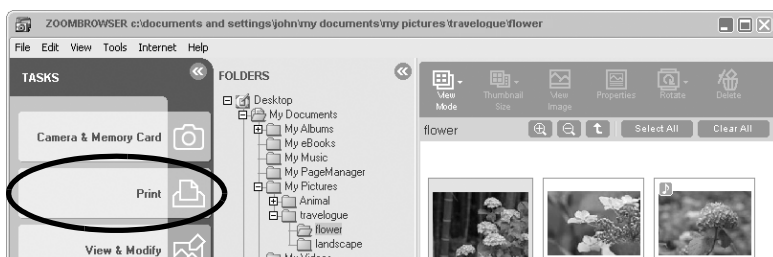 ZOOMBROWSER c:\documents and settings\john\my documents\my pictures\travelogue\flower
File Edit View Tools Internet Help
TASKS
Camera & Memory Card
Print
View & Modify
FOLDERS
Desktop
My Documents
My Albums
My eBooks
My Music
My PageManager
My Pictures
Animal
travelogue
flower
landscape
My Videos
View Mode
Thumbnail Size
View Image
Properties
Rotate
Delete
flower
Select All
Clear All